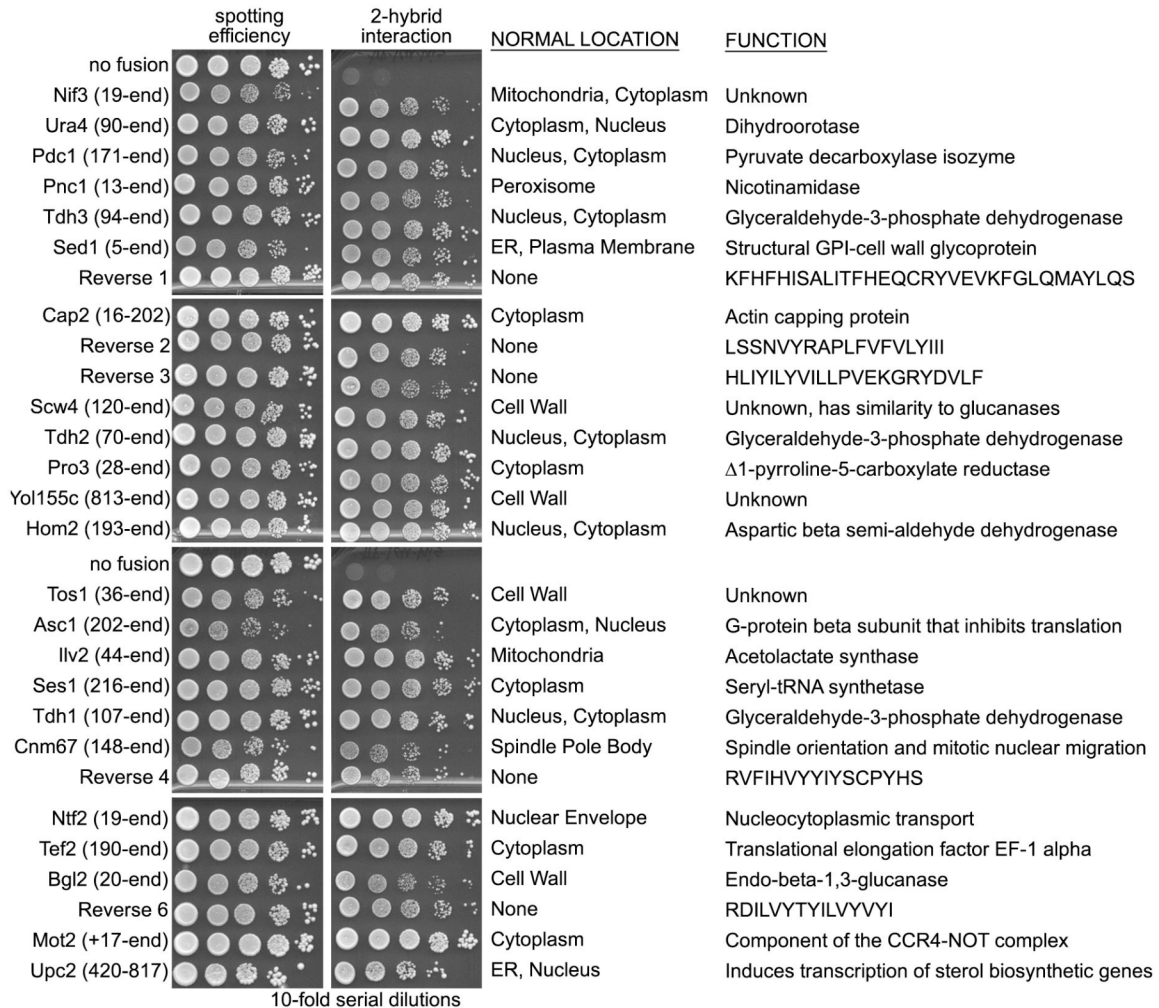 spotting efficiency
2-hybrid interaction
NORMAL LOCATION FUNCTION
no fusion
Nif3 (19-end) Mitochondria, Cytoplasm Unknown
Ura4 (90-end) Cytoplasm, Nucleus Dihydroorotase
Pdc1 (171-end) Nucleus, Cytoplasm Pyruvate decarboxylase isozyme
Pnc1 (13-end) Peroxisome Nicotinamidase
Tdh3 (94-end) Nucleus, Cytoplasm Glyceraldehyde-3-phosphate dehydrogenase
Sed1 (5-end) ER, Plasma Membrane Structural GPI-cell wall glycoprotein
Reverse 1 None KFHFHISALITFHEQCRYVEVKFGLQMAYLQS
Cap2 (16-202) Cytoplasm Actin capping protein
Reverse 2 None LSSNVYRAPLFVFVLYIII
Reverse 3 None HLIYILYVILLPVEKGRYDVLF
Scw4 (120-end) Cell Wall Unknown, has similarity to glucanases
Tdh2 (70-end) Nucleus, Cytoplasm Glyceraldehyde-3-phosphate dehydrogenase
Pro3 (28-end) Cytoplasm Δ1-pyrroline-5-carboxylate reductase
Yol155c (813-end) Cell Wall Unknown
Hom2 (193-end) Nucleus, Cytoplasm Aspartic beta semi-aldehyde dehydrogenase
no fusion
Tos1 (36-end) Cell Wall Unknown
Asc1 (202-end) Cytoplasm, Nucleus G-protein beta subunit that inhibits translation
Ilv2 (44-end) Mitochondria Acetolactate synthase
Ses1 (216-end) Cytoplasm Seryl-tRNA synthetase
Tdh1 (107-end) Nucleus, Cytoplasm Glyceraldehyde-3-phosphate dehydrogenase
Cnm67 (148-end) Spindle Pole Body Spindle orientation and mitotic nuclear migration
Reverse 4 None RVFIHVYYIYSCPYHS
Ntf2 (19-end) Nuclear Envelope Nucleocytoplasmic transport
Tef2 (190-end) Cytoplasm Translational elongation factor EF-1 alpha
Bgl2 (20-end) Cell Wall Endo-beta-1,3-glucanase
Reverse 6 None RDILVYTYILVYVYI
Mot2 (+17-end) Cytoplasm Component of the CCR4-NOT complex
Upc2 (420-817) ER, Nucleus Induces transcription of sterol biosynthetic genes
10-fold serial dilutions